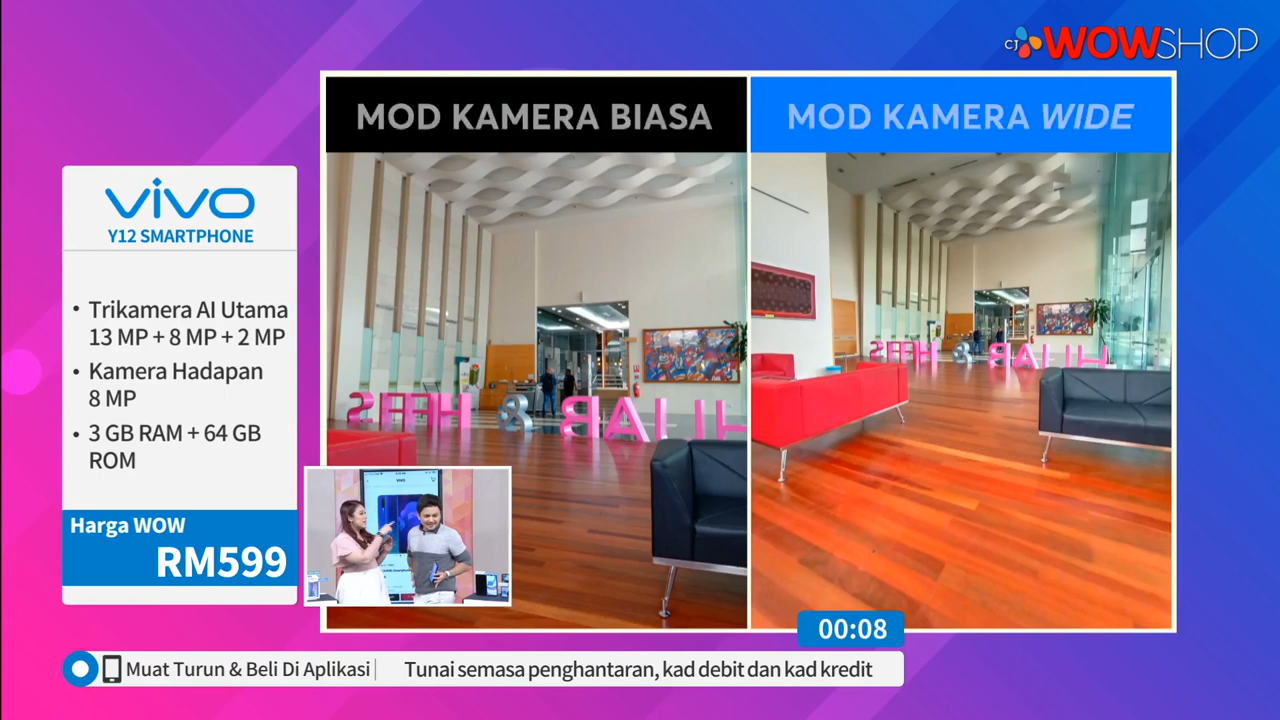 CJ WOWSHOP
MOD KAMERA BIASA
MOD KAMERA WIDE
vivo
Y12 SMARTPHONE
• Trikamera AI Utama
13 MP + 8 MP + 2 MP
• Kamera Hadapan
8 MP
• 3 GB RAM + 64 GB
ROM
Harga WOW
RM599
00:08
Muat Turun & Beli Di Aplikasi | Tunai semasa penghantaran, kad debit dan kad kredit